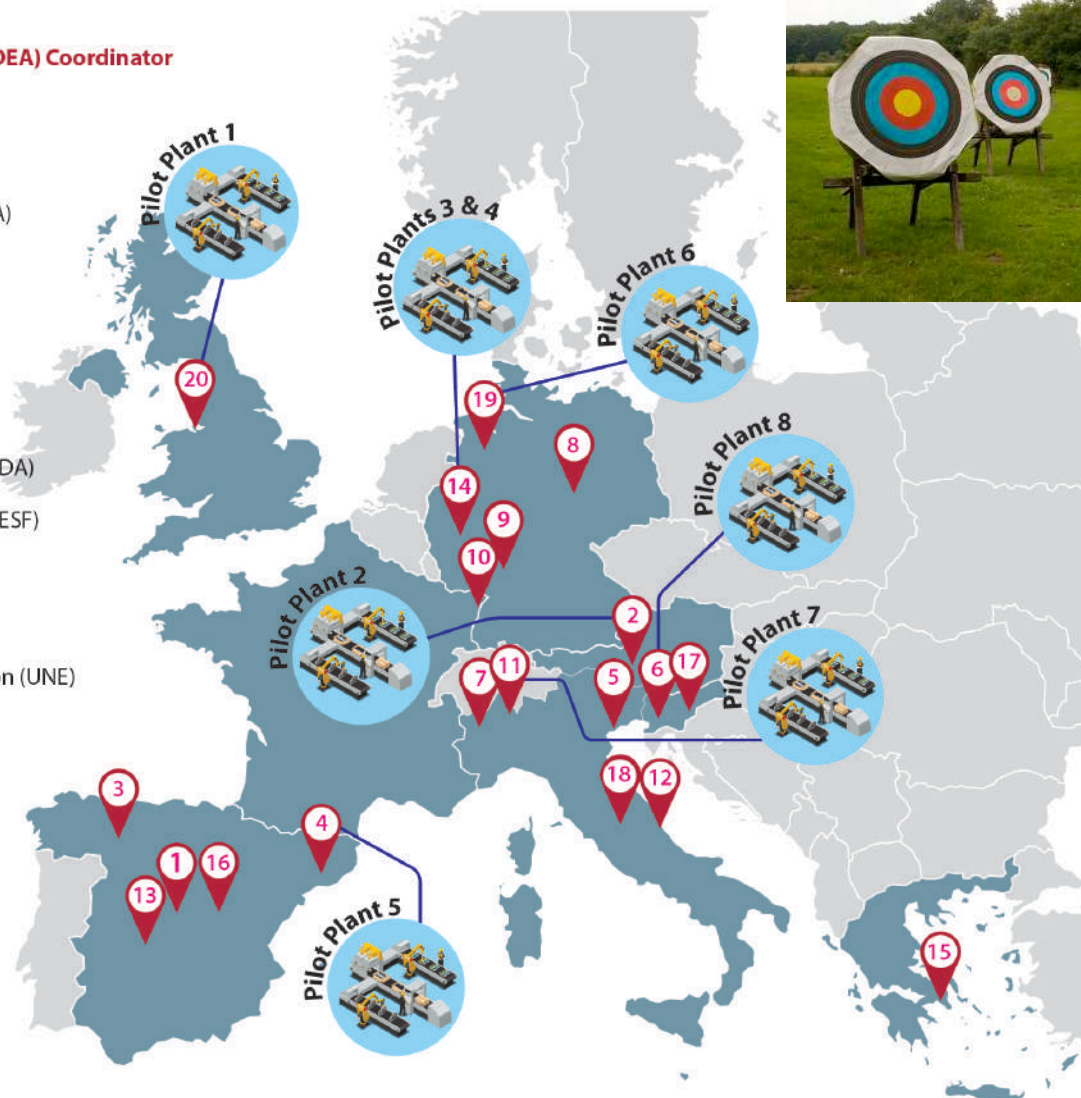 DEA) Coordinator
Pilot Plant 1
A)
Pilot Plants 3 & 4
Pilot Plant 6
20
19
8
DA)
Pilot Plant 8
14
9
ESF)
10
Pilot Plant 2
2
Pilot Plant 7
n (UNE)
7
11
5
6
17
3
18
12
4
1
16
13
Pilot Plant 5
15